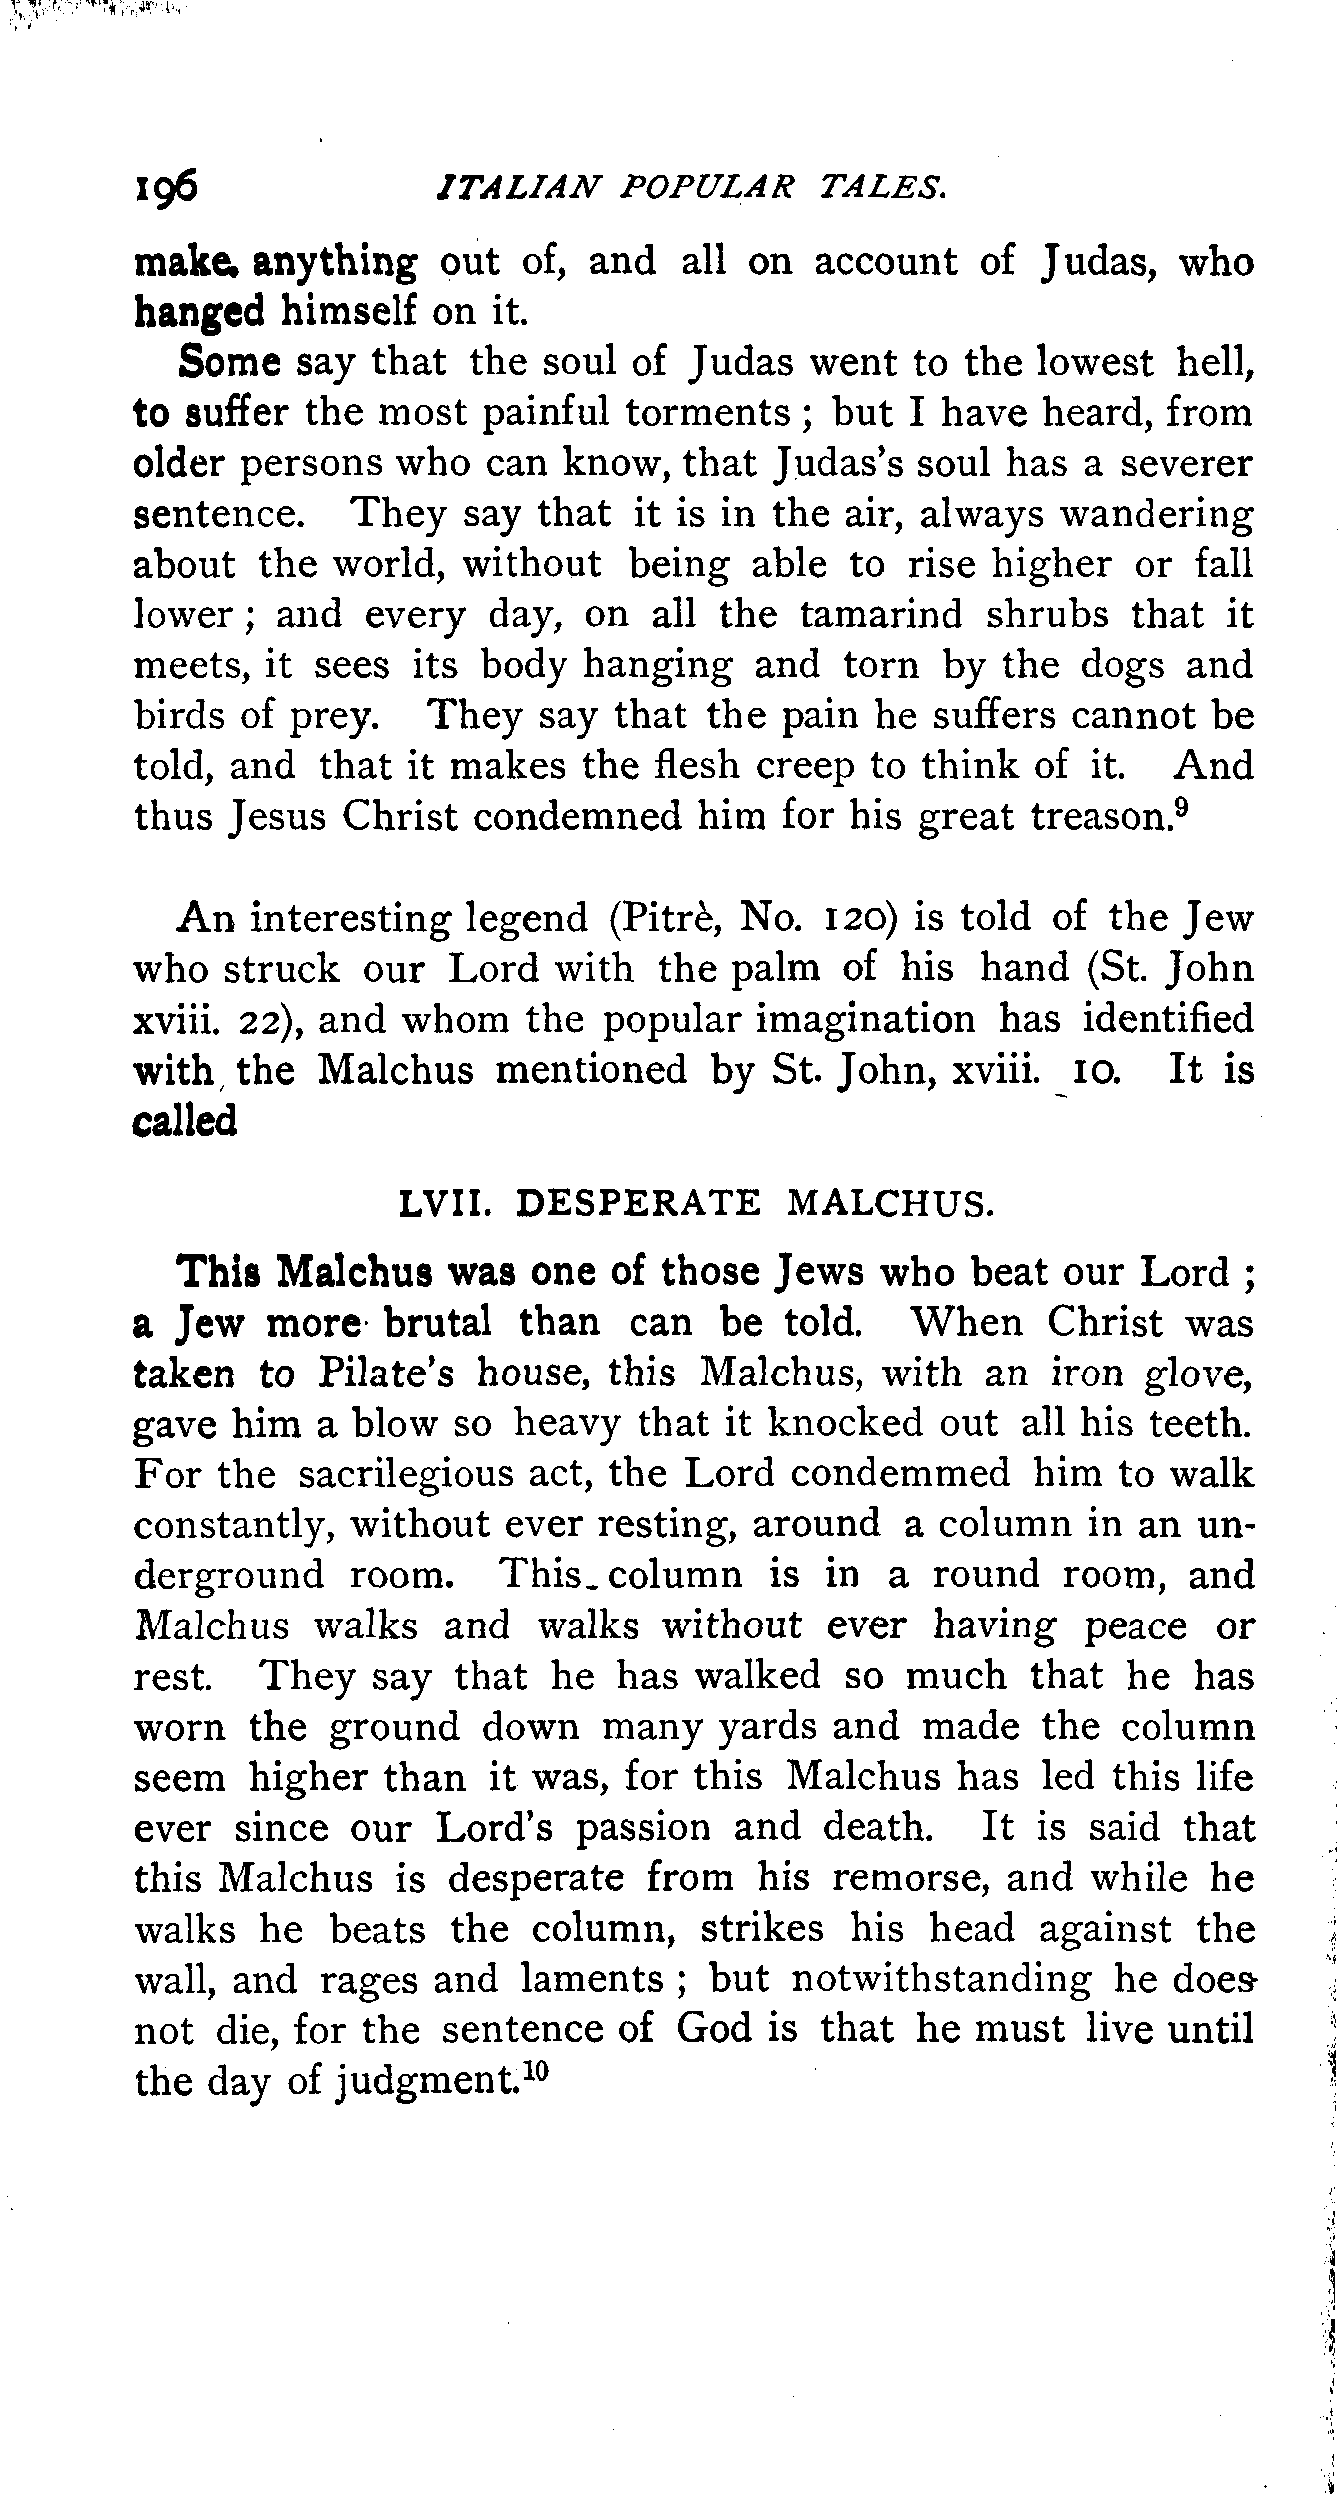 196 ITALIAN POPULAR TALES.
make anything out of, and all on account of Judas, who
hanged himself on it.
Some say that the soul of Judas went to the lowest hell,
to suffer the most painful torments ; but I have heard, from
older persons who can know, that Judas's soul has a severer
sentence. They say that it is in the air, always wandering
about the world, without being able to rise higher or fall
lower ; and every day, on all the tamarind shrubs that it
meets, it sees its body hanging and torn by the dogs and
birds of prey. They say that the pain he suffers cannot be
told, and that it makes the flesh creep to think of it. And
thus Jesus Christ condemned him for his great treason.⁹
An interesting legend (Pitrè, No. 120) is told of the Jew
who struck our Lord with the palm of his hand (St. John
xviii. 22), and whom the popular imagination has identified
with the Malchus mentioned by St. John, xviii. 10. It is
called
LVII. DESPERATE MALCHUS.
This Malchus was one of those Jews who beat our Lord ;
a Jew more brutal than can be told. When Christ was
taken to Pilate's house, this Malchus, with an iron glove,
gave him a blow so heavy that it knocked out all his teeth.
For the sacrilegious act, the Lord condemmed him to walk
constantly, without ever resting, around a column in an un-
derground room. This column is in a round room, and
Malchus walks and walks without ever having peace or
rest. They say that he has walked so much that he has
worn the ground down many yards and made the column
seem higher than it was, for this Malchus has led this life
ever since our Lord's passion and death. It is said that
this Malchus is desperate from his remorse, and while he
walks he beats the column, strikes his head against the
wall, and rages and laments ; but notwithstanding he does
not die, for the sentence of God is that he must live until
the day of judgment.¹⁰